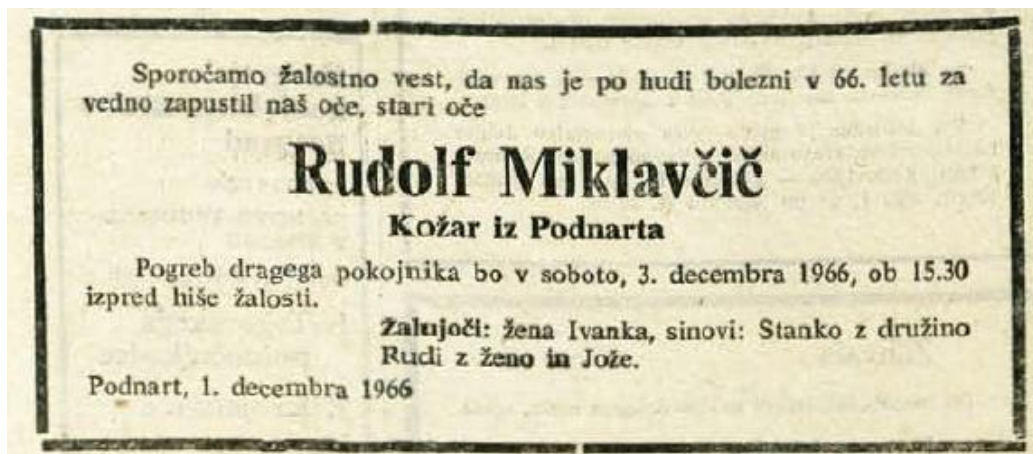 Sporočamo žalostno vest, da nas je po hudi bolezni v 66. letu za
vedno zapustil naš oče, stari oče
Rudolf Miklavčič
Kožar iz Podnarta
Pogreb dragega pokojnika bo v soboto, 3. decembra 1966, ob 15.30
izpred hiše žalosti.
Žalujoči: žena Ivanka, sinovi: Stanko z družino
Rudi z ženo in Jože.
Podnart, 1. decembra 1966